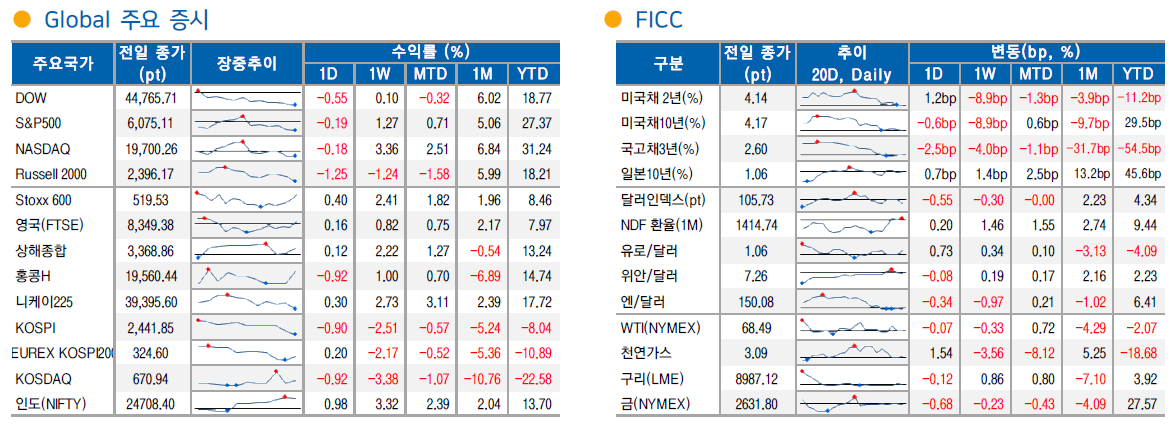 Global 주요 증시
주요국가 전일 종가 (pt) 장중추이 수익률 (%)
1D 1W MTD 1M YTD
DOW 44,765.71 -0.55 0.10 -0.32 6.02 18.77
S&P500 6,075.11 -0.19 1.27 0.71 5.06 27.37
NASDAQ 19,700.26 -0.18 3.36 2.51 6.84 31.24
Russell 2000 2,396.17 -1.25 -1.24 -1.58 5.99 18.21
Stoxx 600 519.53 0.40 2.41 1.82 1.96 8.46
영국(FTSE) 8,349.38 0.16 0.82 0.75 2.17 7.97
상해종합 3,368.86 0.12 2.22 1.27 -0.54 13.24
홍콩H 19,560.44 -0.92 1.00 0.70 -6.89 14.74
니케이225 39,395.60 0.30 2.73 3.11 2.39 17.72
KOSPI 2,441.85 -0.90 -2.51 -0.57 -5.24 -8.04
EUREX KOSPI200 324.60 0.20 -2.17 -0.52 -5.36 -10.89
KOSDAQ 670.94 -0.92 -3.38 -1.07 -10.76 -22.58
인도(NIFTY) 24708.40 0.98 3.32 2.39 2.04 13.70
FICC
구분 전일 종가 (pt) 추이 20D, Daily 변동(bp, %)
1D 1W MTD 1M YTD
미국채 2년(%) 4.14 1.2bp -8.9bp -1.3bp -3.9bp -11.2bp
미국채10년(%) 4.17 -0.6bp -8.9bp 0.6bp -9.7bp 29.5bp
국고채3년(%) 2.60 -2.5bp -4.0bp -1.1bp -31.7bp -54.5bp
일본10년(%) 1.06 0.7bp 1.4bp 2.5bp 13.2bp 45.6bp
달러인덱스(pt) 105.73 -0.55 -0.30 -0.00 2.23 4.34
NDF 환율(1M) 1414.74 0.20 1.46 1.55 2.74 9.44
유로/달러 1.06 0.73 0.34 0.10 -3.13 -4.09
위안/달러 7.26 -0.08 0.19 0.17 2.16 2.23
엔/달러 150.08 -0.34 -0.97 0.21 -1.02 6.41
WTI(NYMEX) 68.49 -0.07 -0.33 0.72 -4.29 -2.07
천연가스 3.09 1.54 -3.56 -8.12 5.25 -18.68
구리(LME) 8987.12 -0.12 0.86 0.80 -7.10 3.92
금(NYMEX) 2631.80 -0.68 -0.23 -0.43 -4.09 27.57